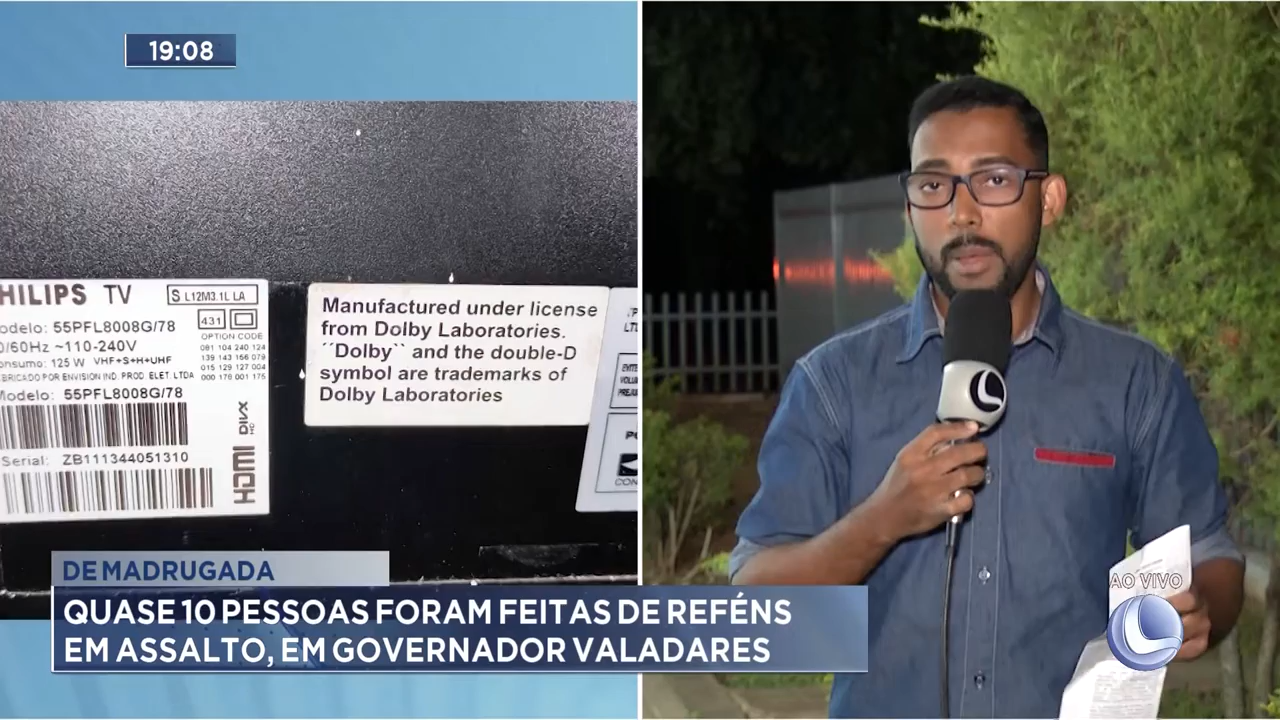 19:08
HILIPS TV
S L12M3.1L LA
431
odelo: 55PFL8008G/78
0/60Hz ~110-240V
onsumo: 125 W VHF+S+H+UHF
BRICADO POR ENVISION IND. PROD. ELET. LTDA
OPTION CODE
081 104 240 124
139 143 156 079
015 129 127 004
000 178 001 175
Modelo: 55PFL8008G/78
Serial: ZB111344051310
HDMI
DIVX
HD
Manufactured under license
from Dolby Laboratories.
´´Dolby`` and the double-D
symbol are trademarks of
Dolby Laboratories
AO VIVO
DE MADRUGADA
QUASE 10 PESSOAS FORAM FEITAS DE REFÉNS
EM ASSALTO, EM GOVERNADOR VALADARES